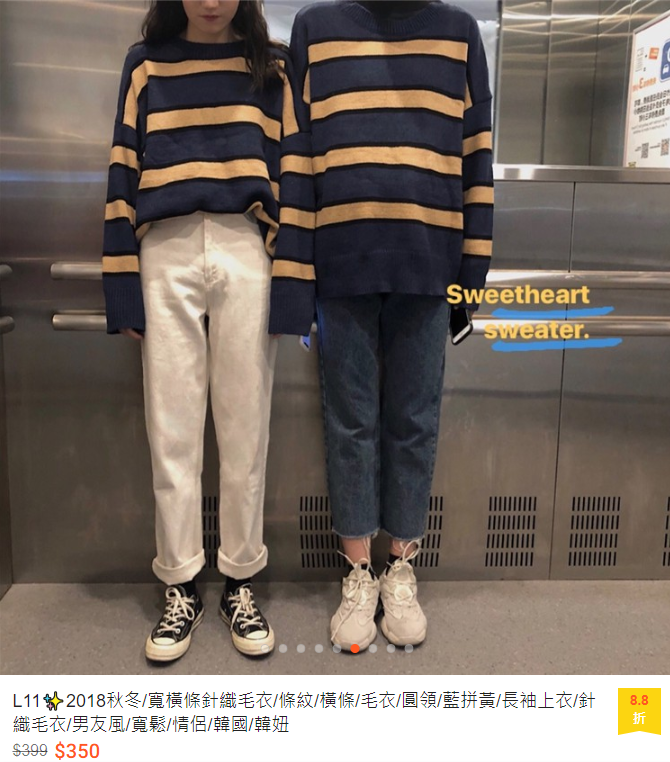 Sweetheart
sweater.
L11✨2018秋冬/寬橫條針織毛衣/條紋/橫條/毛衣/圓領/藍拼黃/長袖上衣/針
織毛衣/男友風/寬鬆/情侶/韓國/韓妞
8.8
折
$399 $350